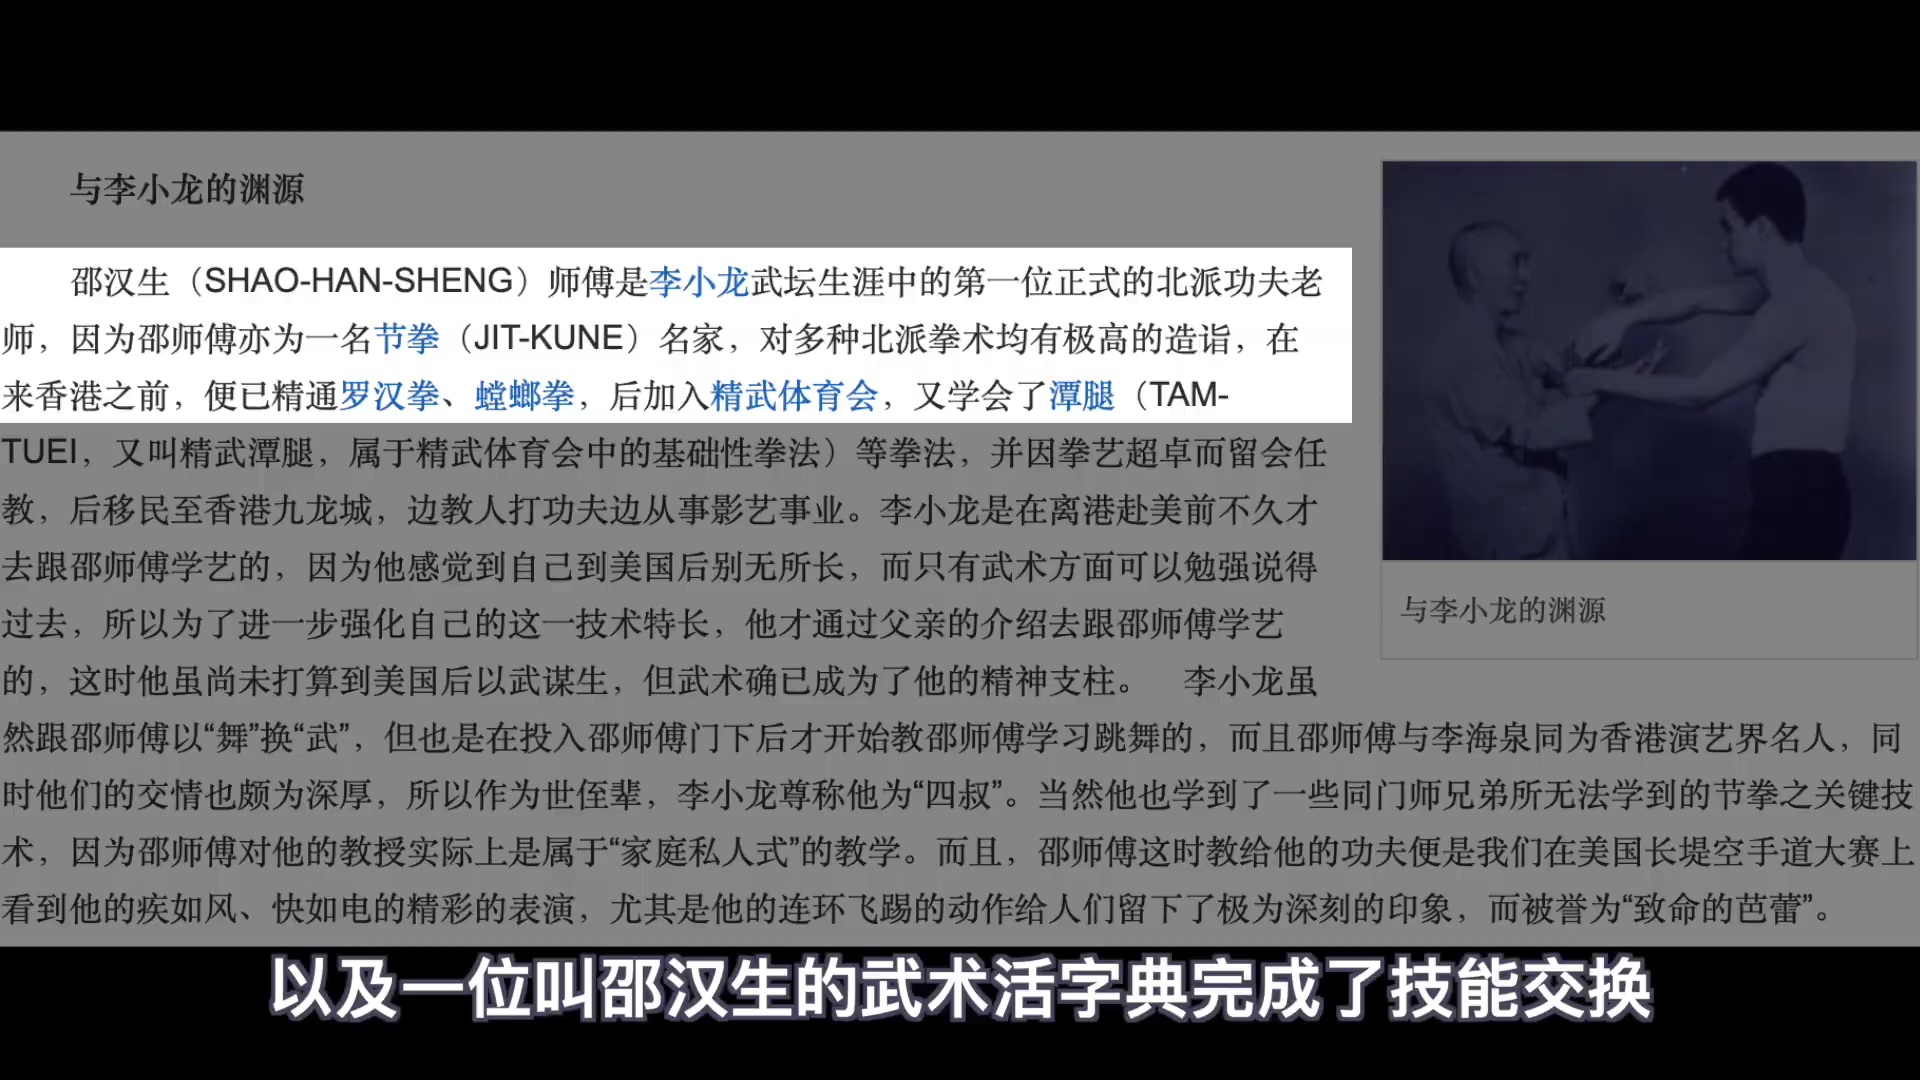 与李小龙的渊源
邵汉生（SHAO-HAN-SHENG）师傅是李小龙武坛生涯中的第一位正式的北派功夫老
师，因为邵师傅亦为一名节拳（JIT-KUNE）名家，对多种北派拳术均有极高的造诣，在
来香港之前，便已精通罗汉拳、螳螂拳，后加入精武体育会，又学会了潭腿（TAM-
TUEI，又叫精武潭腿，属于精武体育会中的基础性拳法）等拳法，并因拳艺超卓而留会任
教，后移民至香港九龙城，边教人打功夫边从事影艺事业。李小龙是在离港赴美前不久才
去跟邵师傅学艺的，因为他感觉到自己到美国后别无所长，而只有武术方面可以勉强说得
过去，所以为了进一步强化自己的这一技术特长，他才通过父亲的介绍去跟邵师傅学艺
的，这时他虽尚未打算到美国后以武谋生，但武术确已成为了他的精神支柱。　李小龙虽
然跟邵师傅以“舞”换“武”，但也是在投入邵师傅门下后才开始教邵师傅学习跳舞的，而且邵师傅与李海泉同为香港演艺界名人，同
时他们的交情也颇为深厚，所以作为世侄辈，李小龙尊称他为“四叔”。当然他也学到了一些同门师兄弟所无法学到的节拳之关键技
术，因为邵师傅对他的教授实际上是属于“家庭私人式”的教学。而且，邵师傅这时教给他的功夫便是我们在美国长堤空手道大赛上
看到他的疾如风、快如电的精彩的表演，尤其是他的连环飞踢的动作给人们留下了极为深刻的印象，而被誉为“致命的芭蕾”。
与李小龙的渊源
以及一位叫邵汉生的武术活字典完成了技能交换